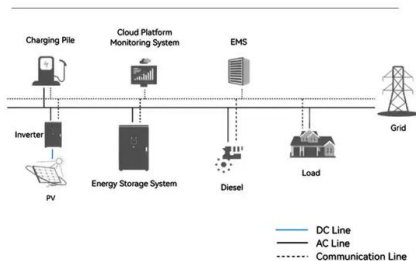 Charging Pile
Cloud Platform
Monitoring System
EMS
Grid
Inverter
PV
Energy Storage System
Diesel
Load
DC Line
AC Line
Communication Line